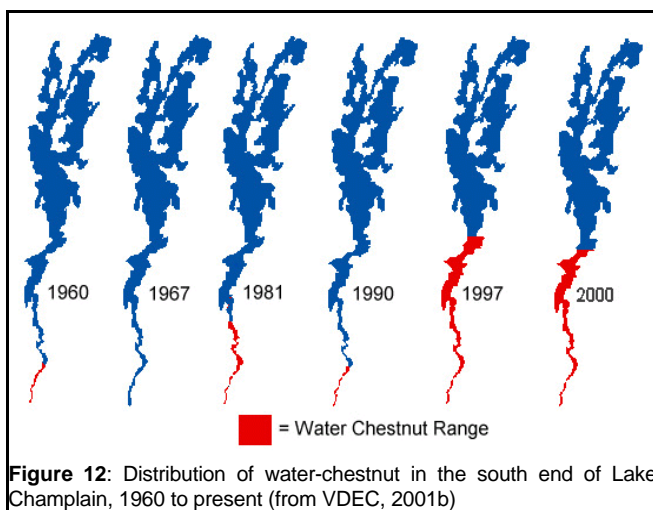 1960 1967 1981 1990 1997 2000
= Water Chestnut Range
Figure 12: Distribution of water-chestnut in the south end of Lake
Champlain, 1960 to present (from VDEC, 2001b)